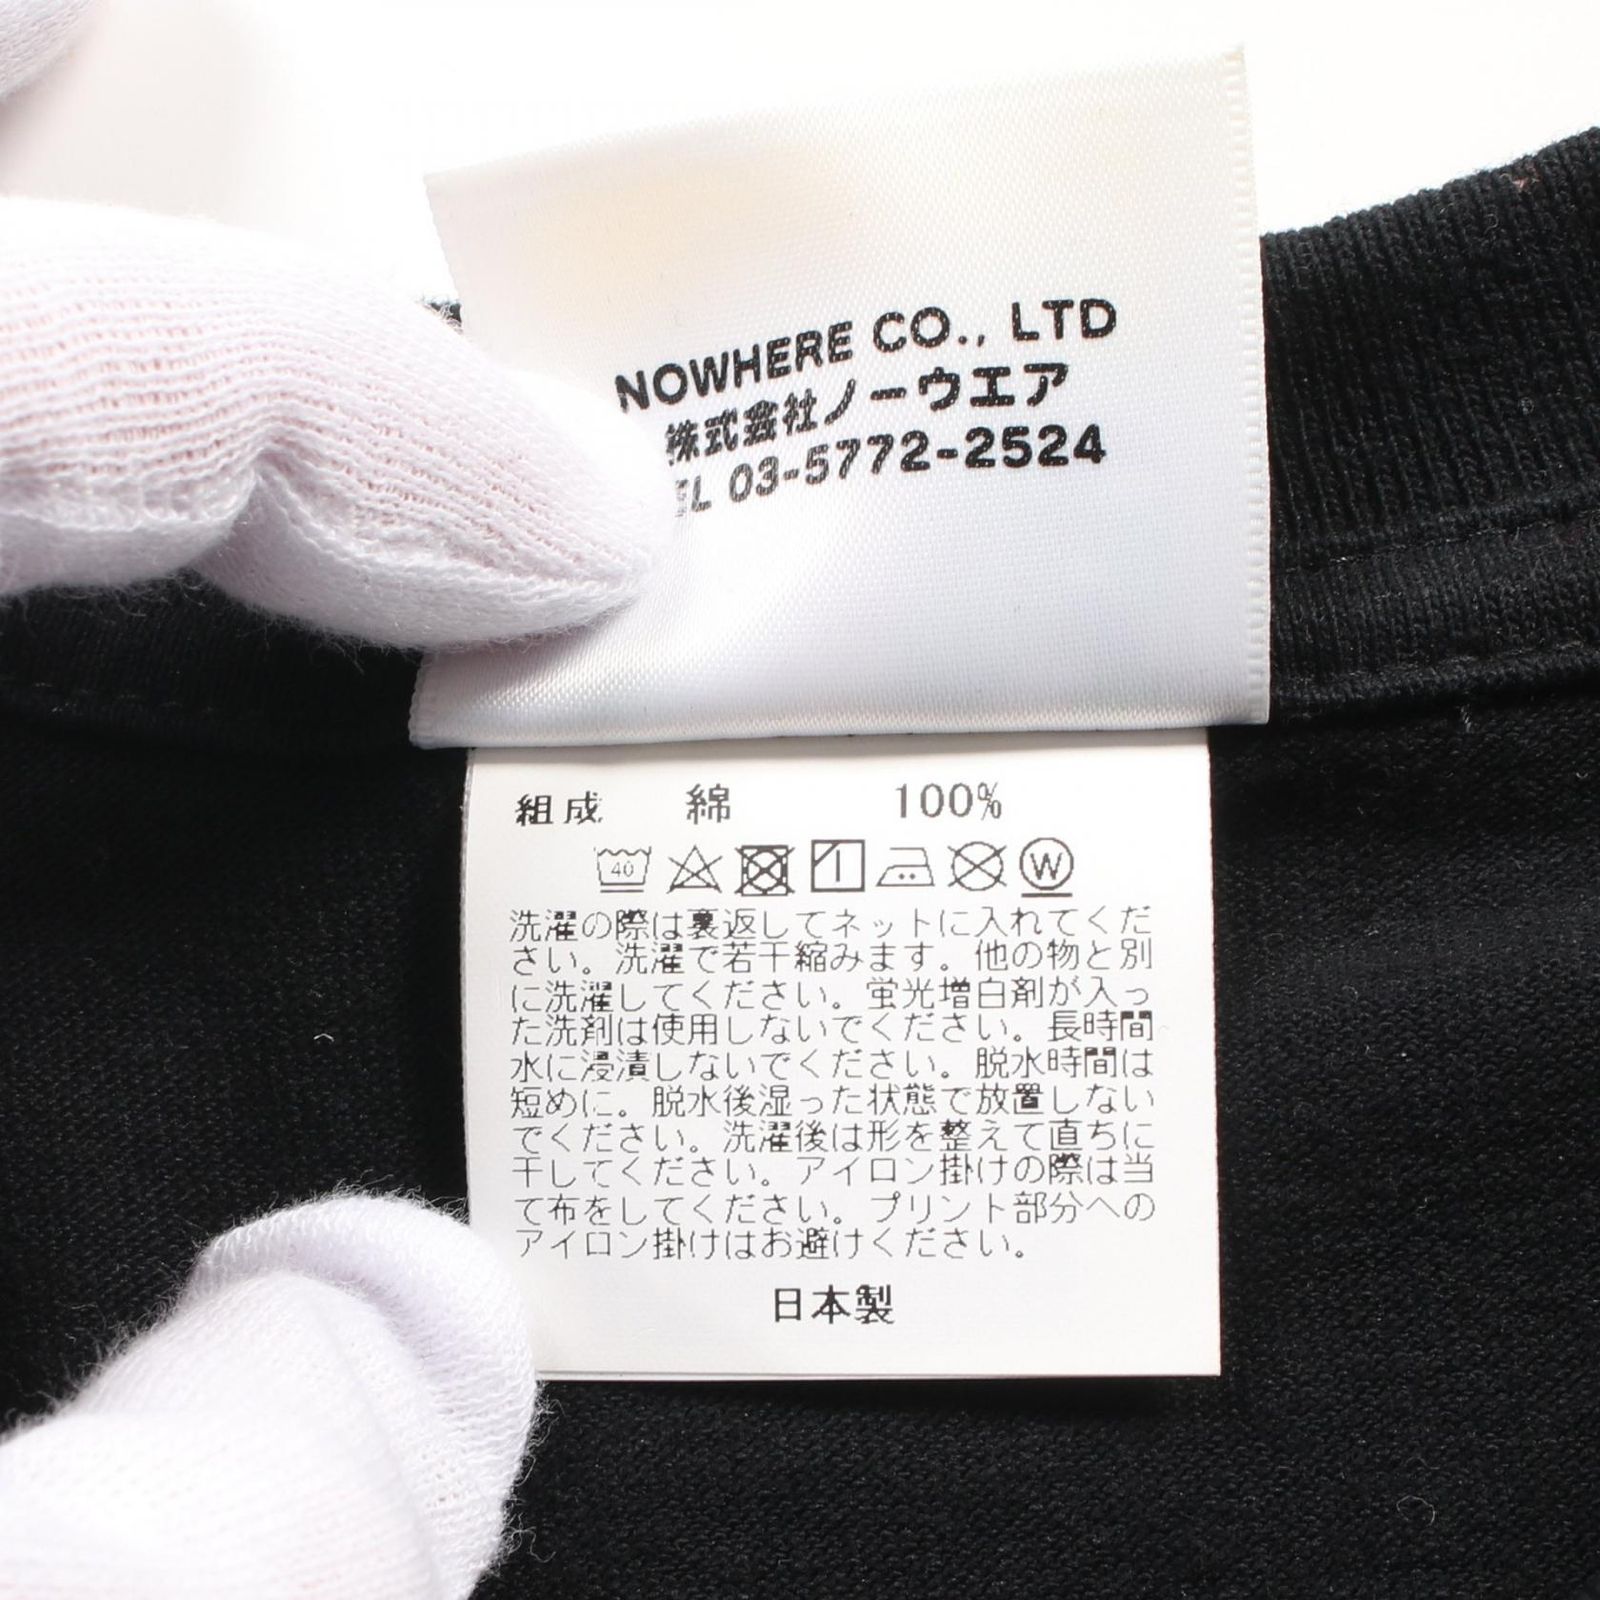 NOWHERE CO., LTD
株式会社ノーウエア
TEL 03-5772-2524
組成 綿 100%
40 W
洗濯の際は裏返してネットに入れてくだ
さい。洗濯で若干縮みます。他の物と別
に洗濯してください。蛍光増白剤が入っ
た洗剤は使用しないでください。長時間
水に浸漬しないでください。脱水時間は
短めに。脱水後湿った状態で放置しない
でください。洗濯後は形を整えて直ちに
干してください。アイロン掛けの際は当
て布をしてください。プリント部分への
アイロン掛けはお避けください。
日本製